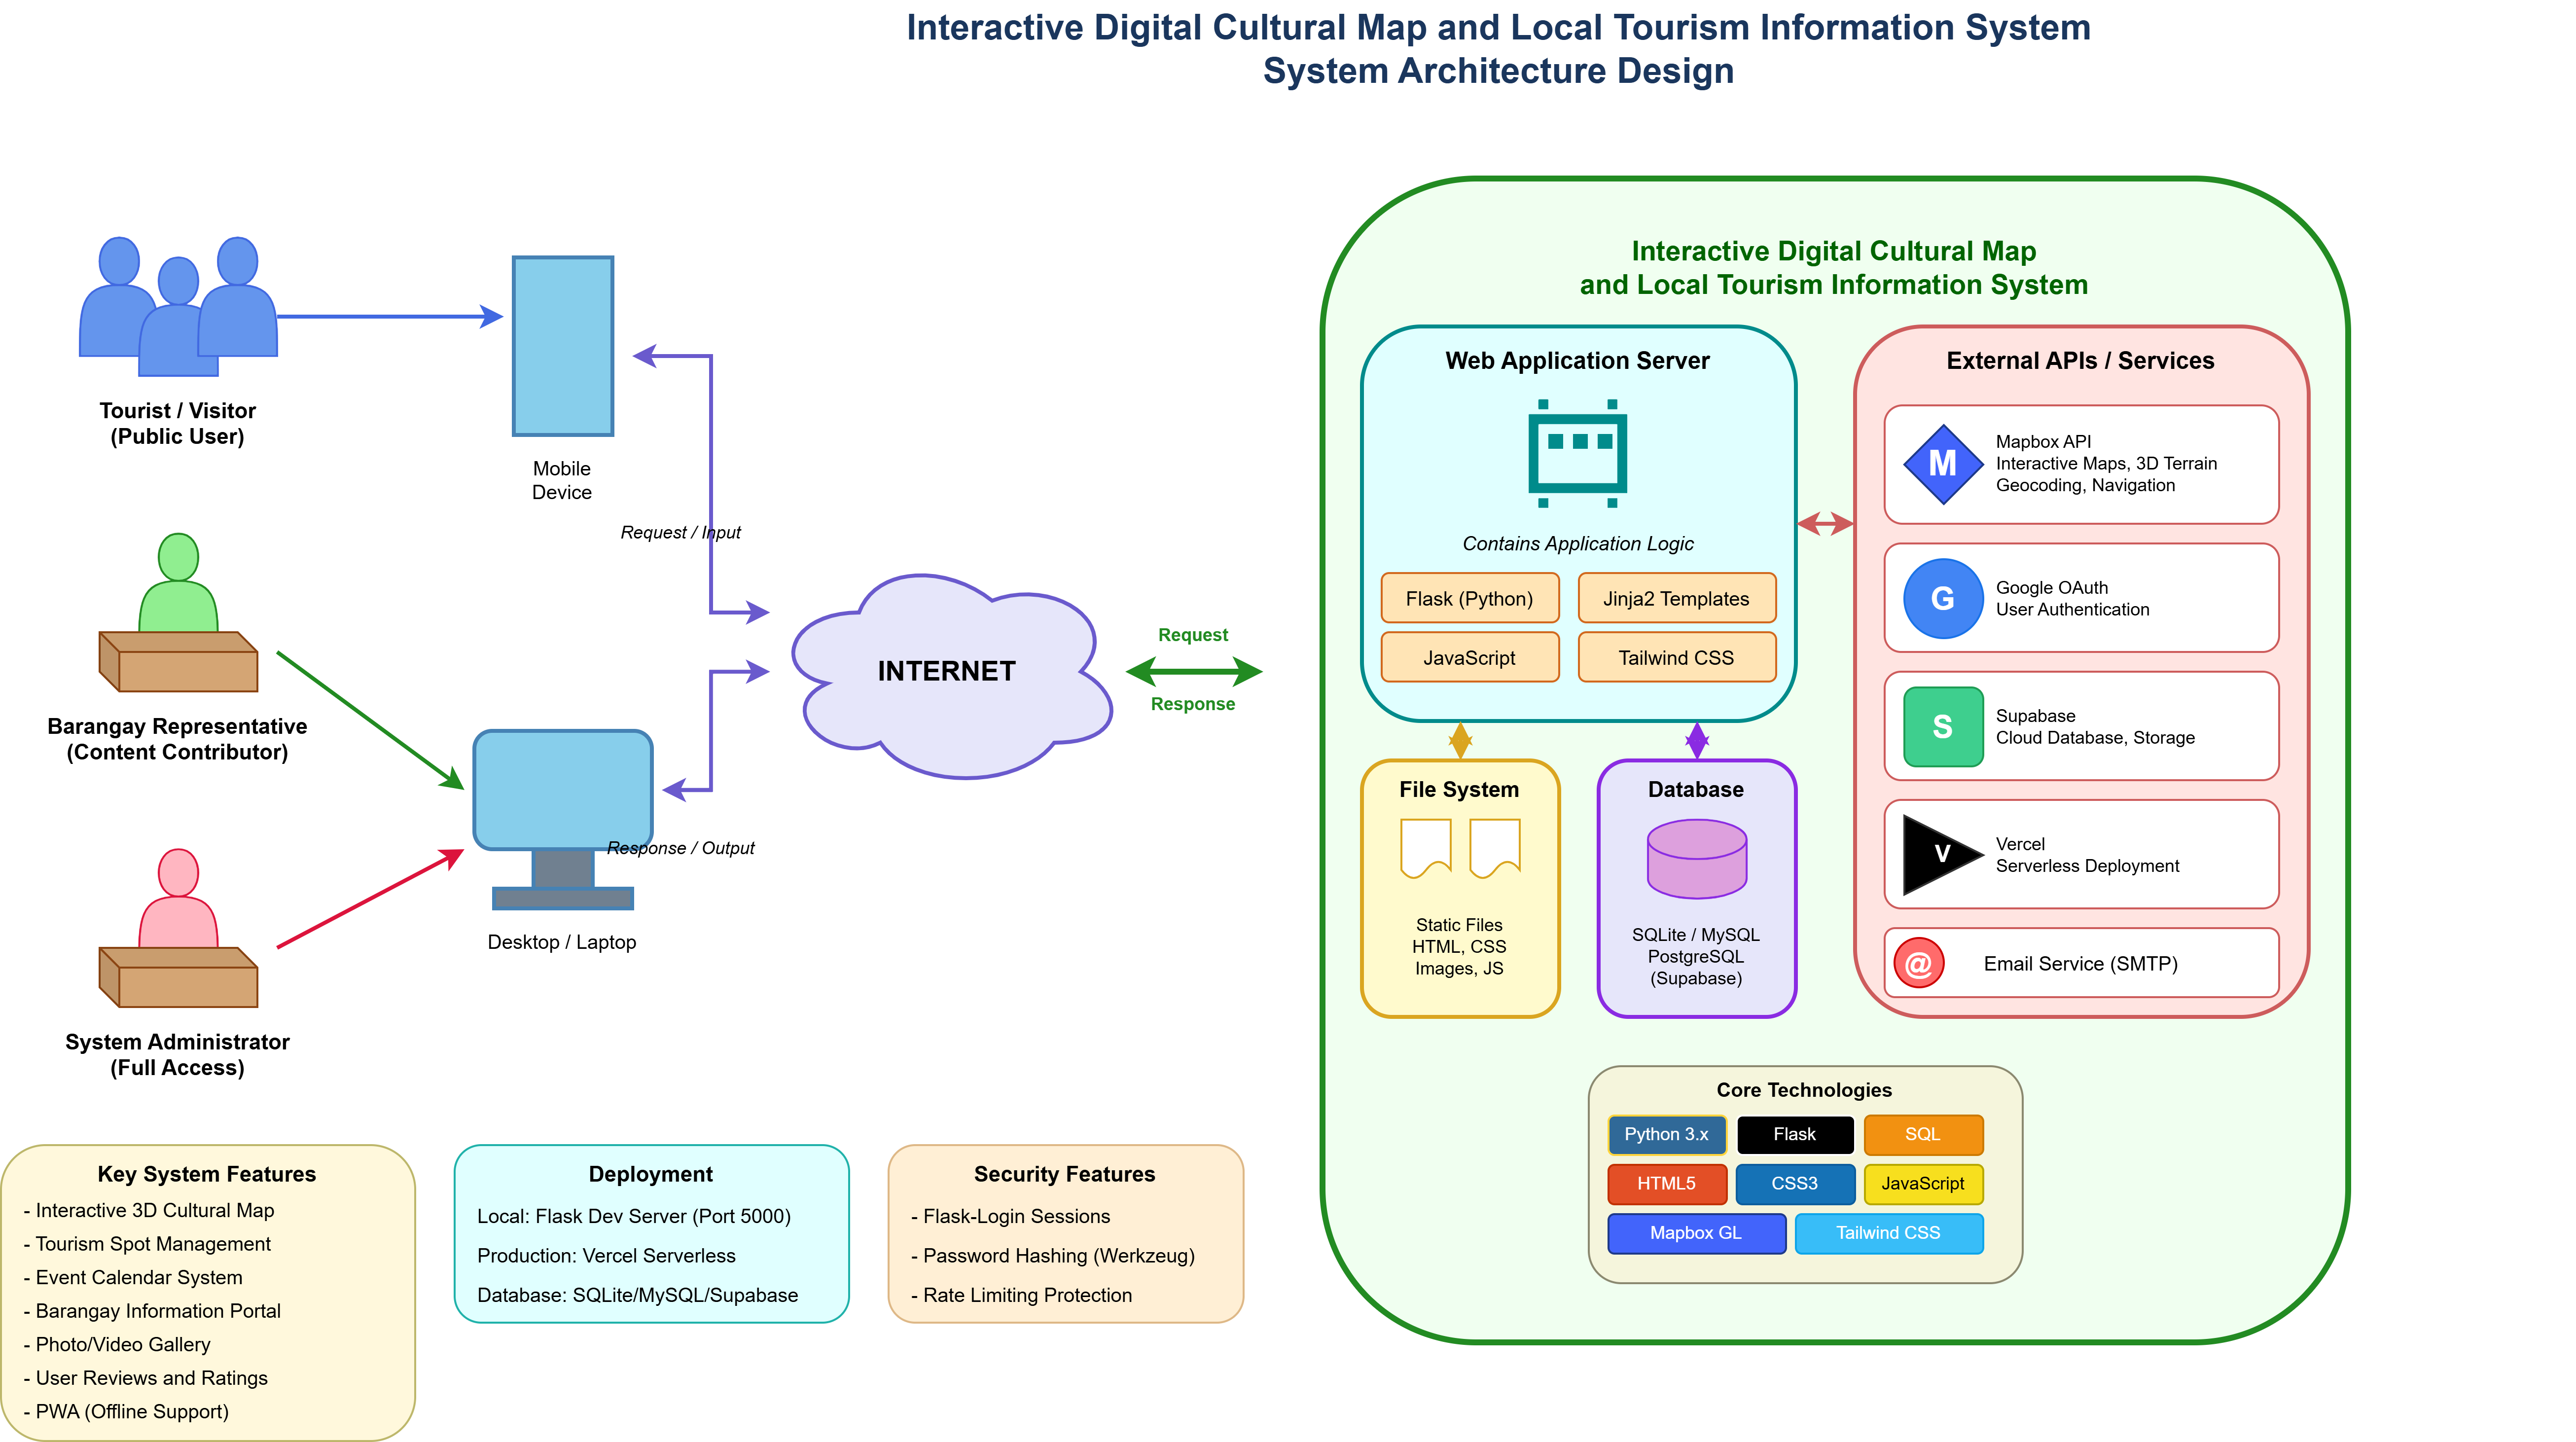 Interactive Digital Cultural Map and Local Tourism Information System
System Architecture Design
Tourist / Visitor
(Public User)
Mobile
Device
Request / Input
Barangay Representative
(Content Contributor)
System Administrator
(Full Access)
Desktop / Laptop
Response / Output
INTERNET
Request
Response
Interactive Digital Cultural Map
and Local Tourism Information System
Web Application Server
Contains Application Logic
Flask (Python)
Jinja2 Templates
JavaScript
Tailwind CSS
File System
Static Files
HTML, CSS
Images, JS
Database
SQLite / MySQL
PostgreSQL
(Supabase)
External APIs / Services
M
Mapbox API
Interactive Maps, 3D Terrain
Geocoding, Navigation
G
Google OAuth
User Authentication
S
Supabase
Cloud Database, Storage
V
Vercel
Serverless Deployment
@
Email Service (SMTP)
Core Technologies
Python 3.x
Flask
SQL
HTML5
CSS3
JavaScript
Mapbox GL
Tailwind CSS
Key System Features
- Interactive 3D Cultural Map
- Tourism Spot Management
- Event Calendar System
- Barangay Information Portal
- Photo/Video Gallery
- User Reviews and Ratings
- PWA (Offline Support)
Deployment
Local: Flask Dev Server (Port 5000)
Production: Vercel Serverless
Database: SQLite/MySQL/Supabase
Security Features
- Flask-Login Sessions
- Password Hashing (Werkzeug)
- Rate Limiting Protection